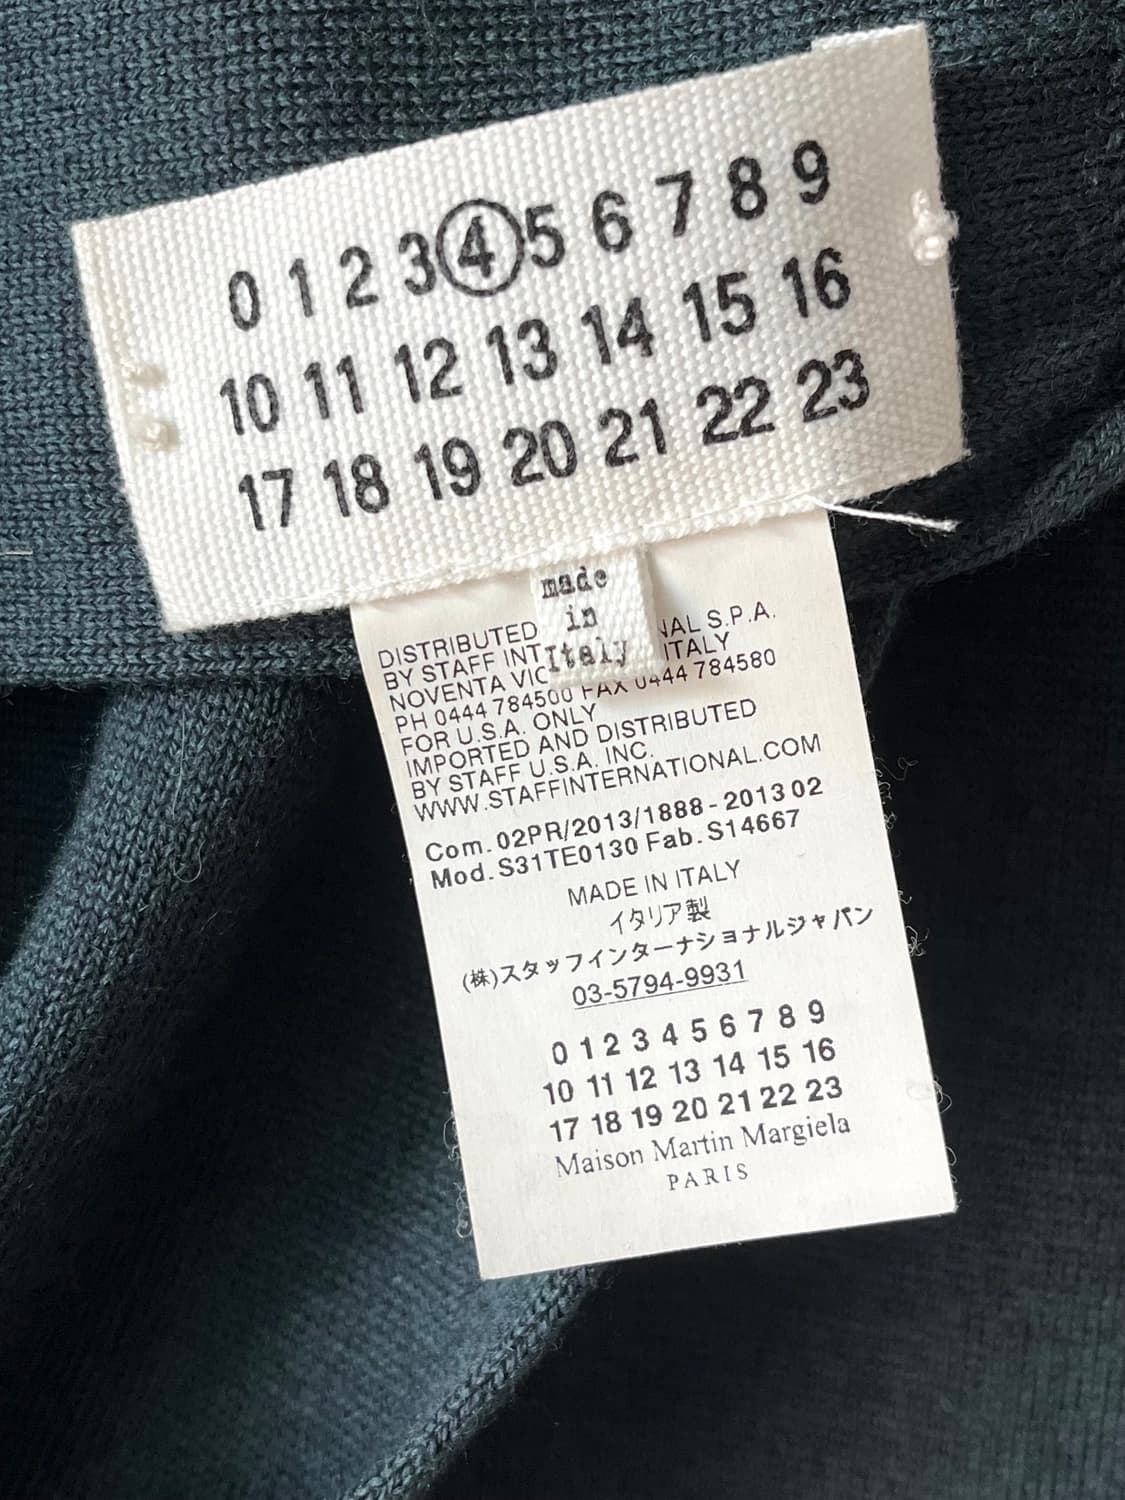 0 1 2 3 4 5 6 7 8 9
10 11 12 13 14 15 16
17 18 19 20 21 22 23
made
in
Italy
DISTRIBUTED
BY STAFF INT NAL S.P.A.
NOVENTA VIC ITALY
PH 0444 784500 FAX 0444 784580
FOR U.S.A. ONLY
IMPORTED AND DISTRIBUTED
BY STAFF U.S.A. INC.
WWW.STAFFINTERNATIONAL.COM
Com. 02PR/2013/1888 - 2013 02
Mod. S31TE0130 Fab. S14667
MADE IN ITALY
イタリア製
(株)スタッフインターナショナルジャパン
03-5794-9931
0 1 2 3 4 5 6 7 8 9
10 11 12 13 14 15 16
17 18 19 20 21 22 23
Maison Martin Margiela
PARIS